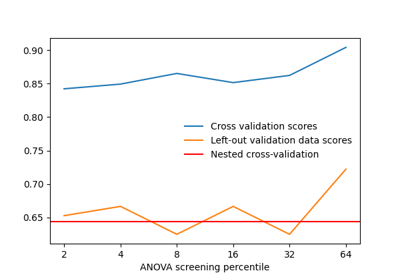 0.90
0.85
0.80
0.75
0.70
0.65
Cross validation scores
Left-out validation data scores
Nested cross-validation
2 4 8 16 32 64
ANOVA screening percentile